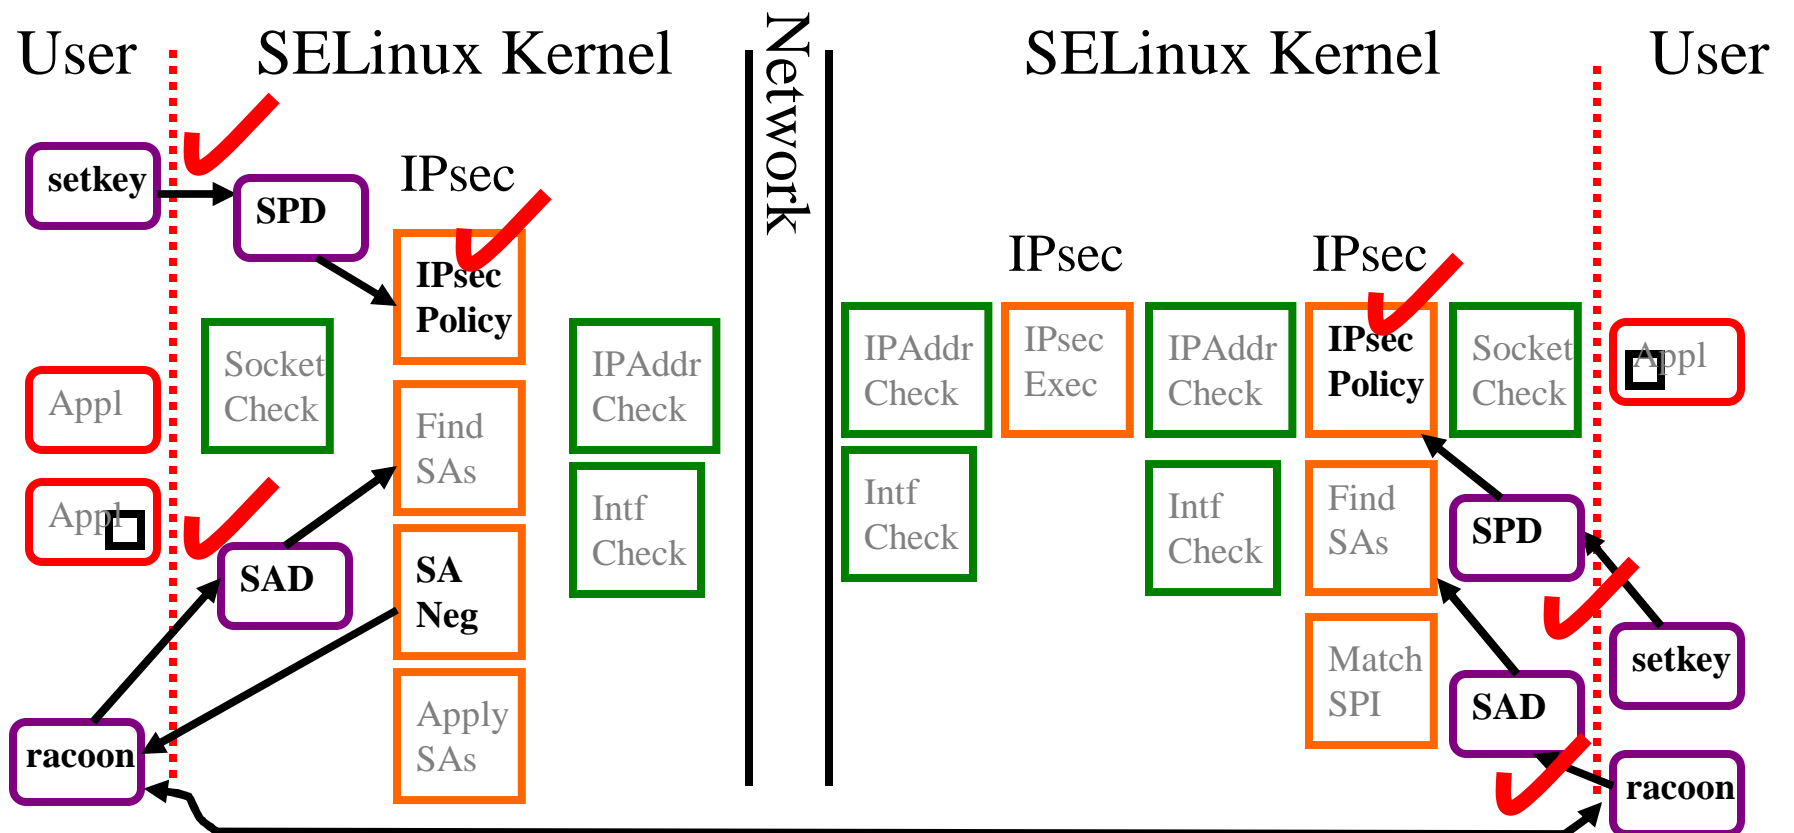 User
SELinux Kernel
Network
SELinux Kernel
User
setkey
SPD
IPsec
IPsec
Policy
Socket
Check
IPAddr
Check
Appl
Find
SAs
Appl
Intf
Check
SAD
SA
Neg
Apply
SAs
racoon
IPsec
IPsec
IPAddr
Check
IPsec
Exec
IPAddr
Check
IPsec
Policy
Socket
Check
Appl
Intf
Check
Intf
Check
Find
SAs
SPD
Match
SPI
SAD
setkey
racoon